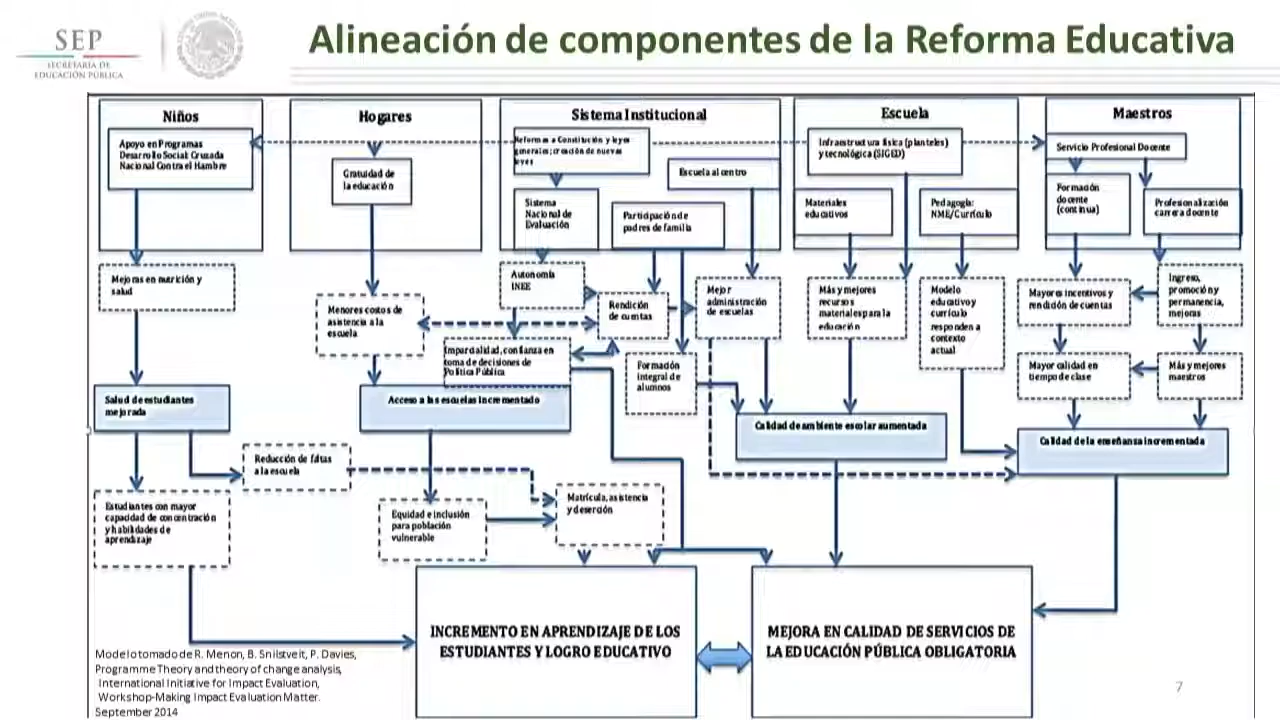 SEP
SECRETARÍA DE
EDUCACIÓN PÚBLICA
Alineación de componentes de la Reforma Educativa
Niños
Apoyo en Programas
Desarrollo Social: Cruzada
Nacional Contra el Hambre
Hogares
Gratuidad de
la educación
Sistema Institucional
Reformas a Constitución y leyes
generales; creación de nuevas
leyes
Escuela al centro
Sistema
Nacional de
Evaluación
Participación de
padres de familia
Escuela
Infraestructura física (planteles)
y tecnológica (SIGED)
Materiales
educativos
Pedagogía:
NME/Currículo
Maestros
Servicio Profesional Docente
Formación
docente
(continua)
Profesionalización
carrera docente
Mejoras en nutrición y
salud
Menores costos de
asistencia a la
escuela
Autonomía
INEE
Rendición
de cuentas
Mejor
administración
de escuelas
Más y mejores
recursos
materiales para la
educación
Modelo
educativo y
currículo
responden a
contexto
actual
Mayores incentivos y
rendición de cuentas
Ingreso,
promoción y
permanencia,
mejoras
Imparcialidad, confianza en
toma de decisiones de
Política Pública
Formación
integral de
alumnos
Mayor calidad en
tiempo de clase
Más y mejores
maestros
Salud de estudiantes
mejorada
Acceso a las escuelas incrementado
Calidad de ambiente escolar aumentada
Calidad de la enseñanza incrementada
Reducción de faltas
a la escuela
Estudiantes con mayor
capacidad de concentración
y habilidades de
aprendizaje
Equidad e inclusión
para población
vulnerable
Matrícula, asistencia
y deserción
INCREMENTO EN APRENDIZAJE DE LOS
ESTUDIANTES Y LOGRO EDUCATIVO
MEJORA EN CALIDAD DE SERVICIOS DE
LA EDUCACIÓN PÚBLICA OBLIGATORIA
Modelo tomado de R. Menon, B. Snilstveit, P. Davies,
Programme Theory and theory of change analysis,
International Initiative for Impact Evaluation,
Workshop-Making Impact Evaluation Matter.
September 2014
7